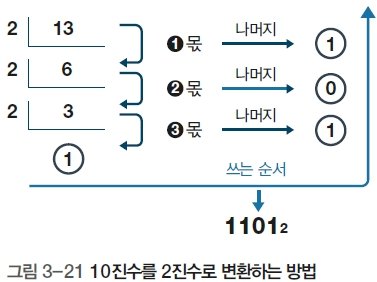 2 13
❶ 몫 나머지 1
2 6
❷ 몫 나머지 0
2 3
❸ 몫 나머지 1
1
쓰는 순서
1101₂
그림 3-21 10진수를 2진수로 변환하는 방법